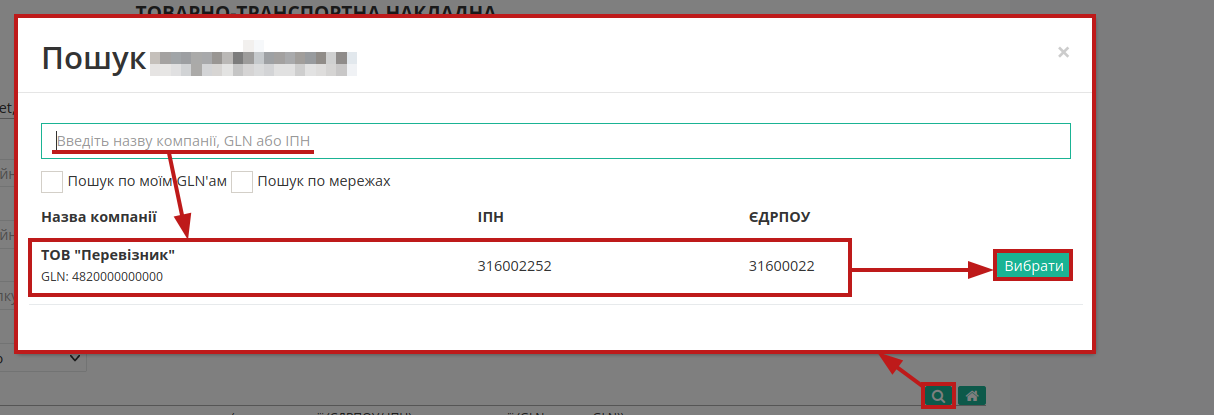 ТОВАРНО-ТРАНСПОРТНА НАКЛАДНА
Пошук
×
et,
Введіть назву компанії, GLN або ІПН
Пошук по моїм GLN'ам Пошук по мережах
Назва компанії ІПН ЄДРПОУ
ТОВ "Перевізник" 316002252 31600022 Вибрати
GLN: 4820000000000